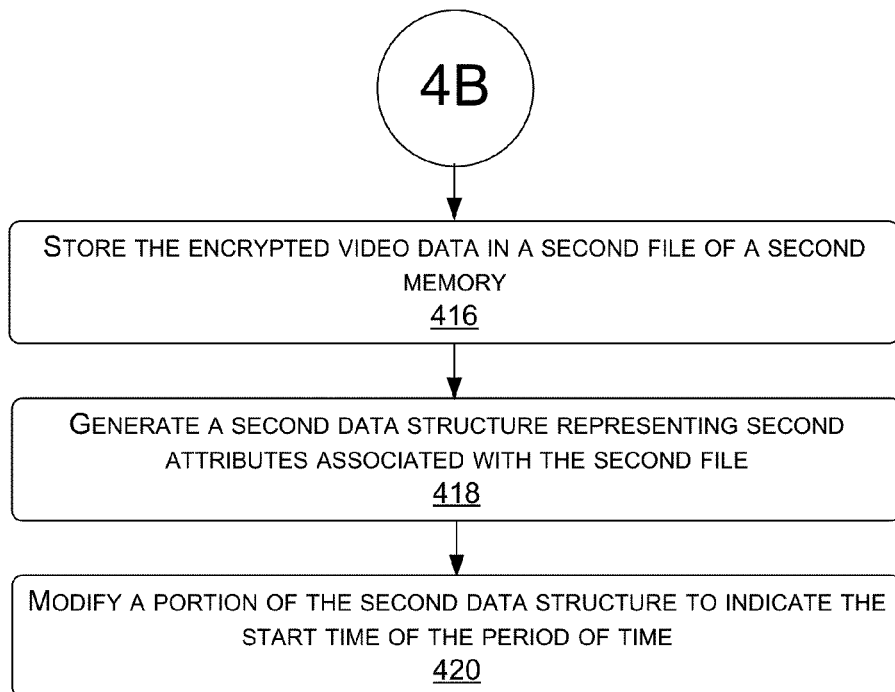 4B
STORE THE ENCRYPTED VIDEO DATA IN A SECOND FILE OF A SECOND
MEMORY
416
GENERATE A SECOND DATA STRUCTURE REPRESENTING SECOND
ATTRIBUTES ASSOCIATED WITH THE SECOND FILE
418
MODIFY A PORTION OF THE SECOND DATA STRUCTURE TO INDICATE THE
START TIME OF THE PERIOD OF TIME
420